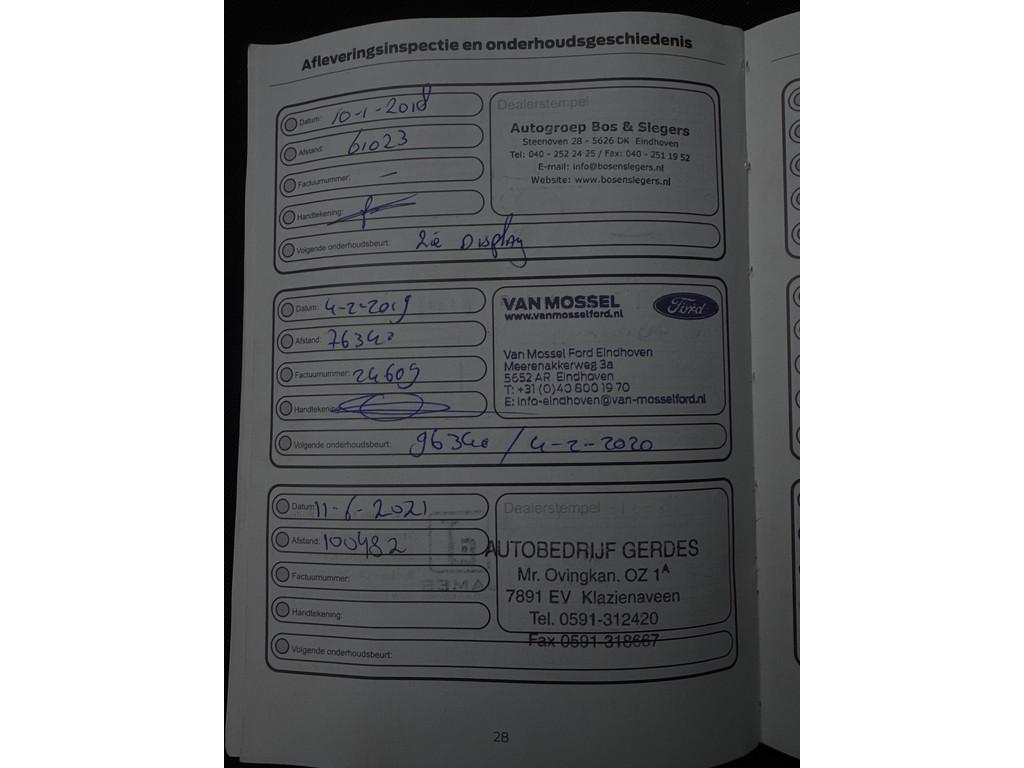 Afleveringsinspectie en onderhoudsgeschiedenis
Datum: 10-1-2018
Afstand: 61023
Factuurnummer: -
Handtekening:
Volgende onderhoudsbeurt: zie Display
Dealerstempel
Autogroep Bos & Slegers
Steenoven 28 - 5626 DK Eindhoven
Tel: 040 - 252 24 25 / Fax: 040 - 251 19 52
E-mail: info@bosenslegers.nl
Website: www.bosenslegers.nl
Datum: 4-2-2019
Afstand: 76340
Factuurnummer: 24609
Handtekening:
Volgende onderhoudsbeurt: 96340 / 4-2-2020
VAN MOSSEL
www.vanmosselford.nl
Ford
Van Mossel Ford Eindhoven
Meerenakkerweg 3a
5652 AR Eindhoven
T: +31 (0)40 800 19 70
E: info-eindhoven@van-mosselford.nl
Datum: 11-6-2021
Afstand: 100482
Factuurnummer:
Handtekening:
Volgende onderhoudsbeurt:
Dealerstempel
AUTOBEDRIJF GERDES
Mr. Ovingkan. OZ 1A
7891 EV Klazienaveen
Tel. 0591-312420
Fax 0591-318667
28